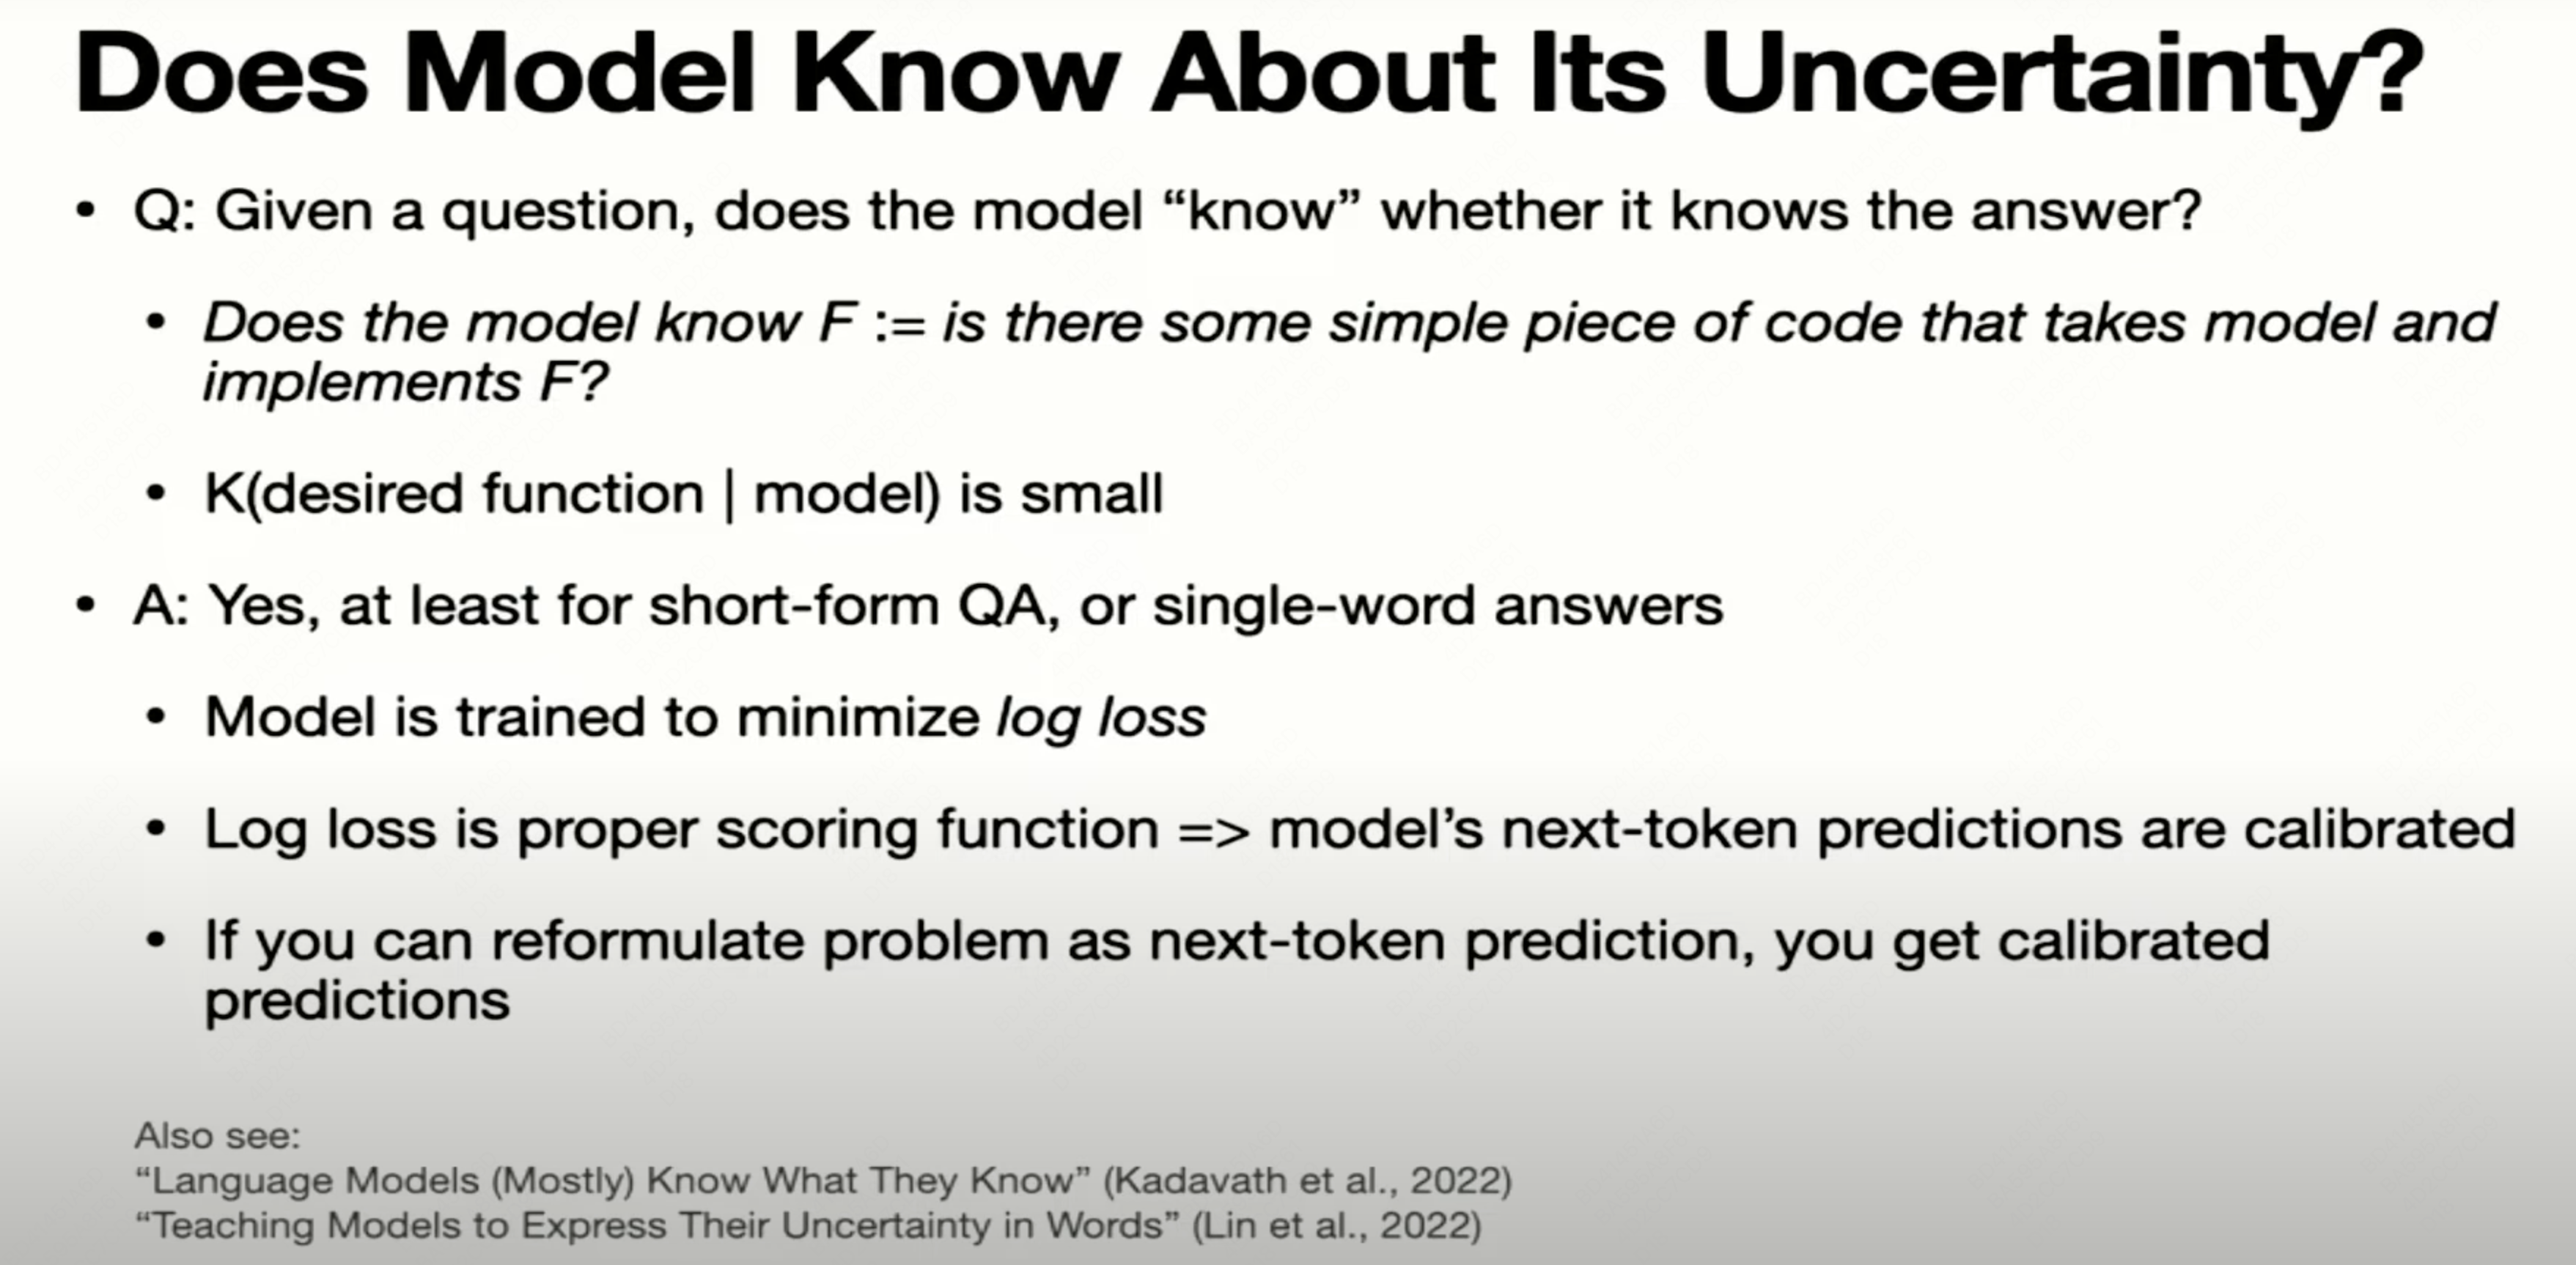 Does Model Know About Its Uncertainty?
• Q: Given a question, does the model “know” whether it knows the answer?
• Does the model know F := is there some simple piece of code that takes model and
implements F?
• K(desired function | model) is small
• A: Yes, at least for short-form QA, or single-word answers
• Model is trained to minimize log loss
• Log loss is proper scoring function => model’s next-token predictions are calibrated
• If you can reformulate problem as next-token prediction, you get calibrated
predictions
Also see:
“Language Models (Mostly) Know What They Know” (Kadavath et al., 2022)
“Teaching Models to Express Their Uncertainty in Words” (Lin et al., 2022)